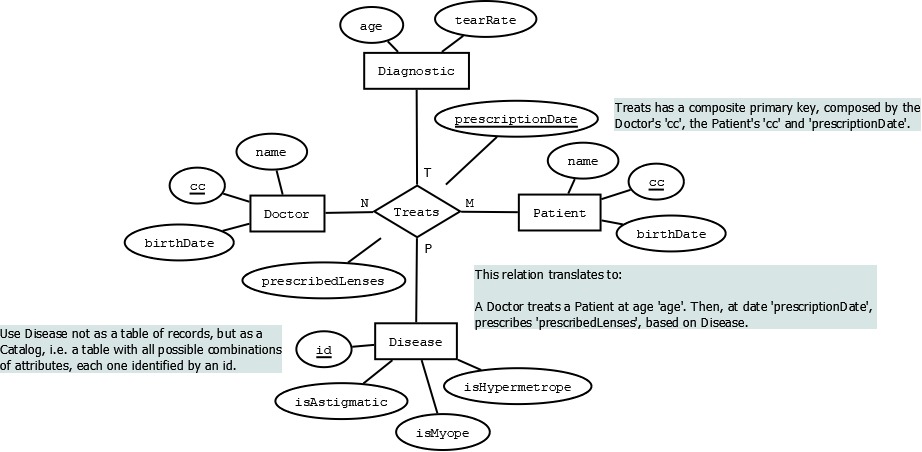 age
tearRate
Diagnostic
prescriptionDate
Treats has a composite primary key, composed by the
Doctor's 'cc', the Patient's 'cc' and 'prescriptionDate'.
name
name
cc
cc
T
Doctor
N
Treats
M
Patient
birthDate
birthDate
P
prescribedLenses
This relation translates to:
A Doctor treats a Patient at age 'age'. Then, at date 'prescriptionDate',
prescribes 'prescribedLenses', based on Disease.
Use Disease not as a table of records, but as a
Catalog, i.e. a table with all possible combinations
of attributes, each one identified by an id.
id
Disease
isHypermetrope
isAstigmatic
isMyope